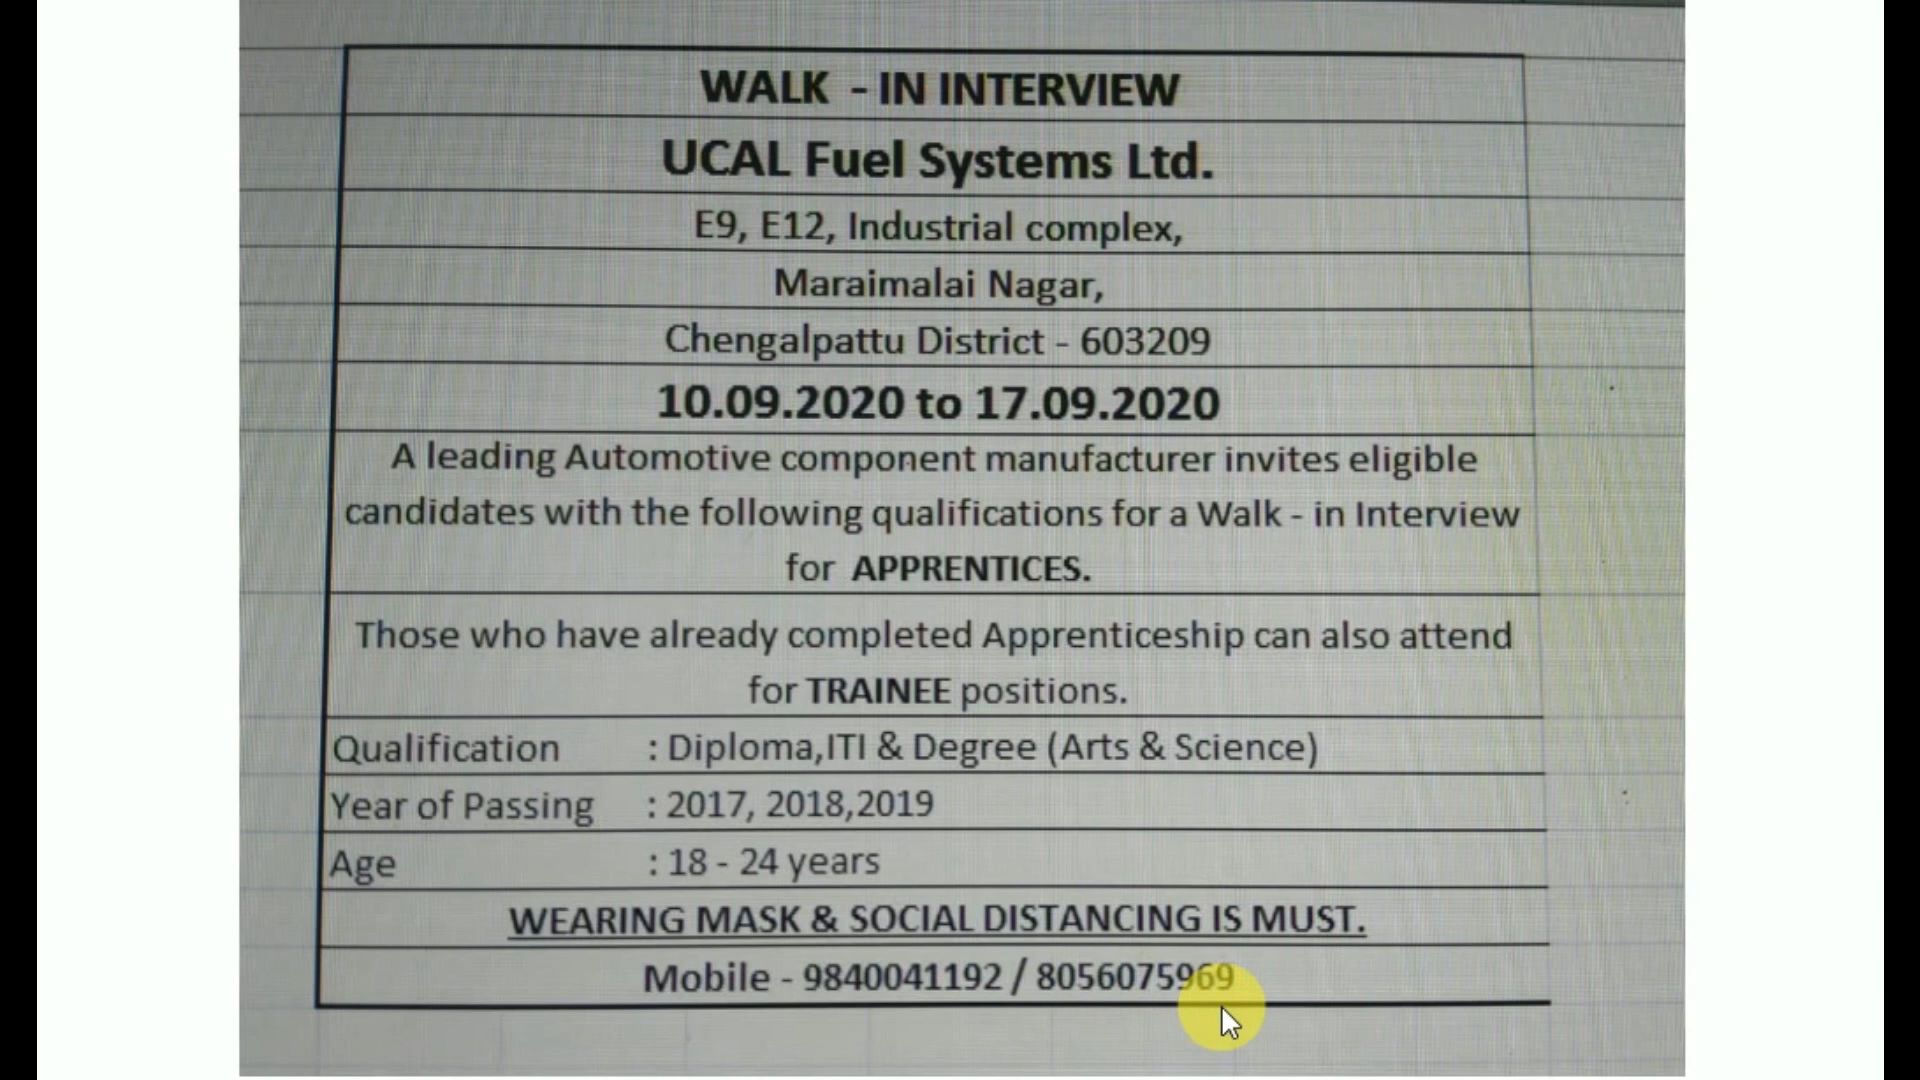 WALK - IN INTERVIEW
UCAL Fuel Systems Ltd.
E9, E12, Industrial complex,
Maraimalai Nagar,
Chengalpattu District - 603209
10.09.2020 to 17.09.2020
A leading Automotive component manufacturer invites eligible
candidates with the following qualifications for a Walk - in Interview
for APPRENTICES.
Those who have already completed Apprenticeship can also attend
for TRAINEE positions.
Qualification : Diploma,ITI & Degree (Arts & Science)
Year of Passing : 2017, 2018,2019
Age : 18 - 24 years
WEARING MASK & SOCIAL DISTANCING IS MUST.
Mobile - 9840041192 / 8056075969